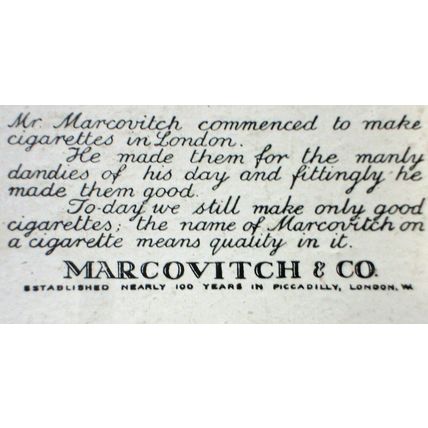 Mr. Marcovitch commenced to make
cigarettes in London.
He made them for the manly
dandies of his day and fittingly he
made them good.
To-day we still make only good
cigarettes; the name of Marcovitch on
a cigarette means quality in it.
MARCOVITCH & CO.
ESTABLISHED NEARLY 100 YEARS IN PICCADILLY, LONDON, W.